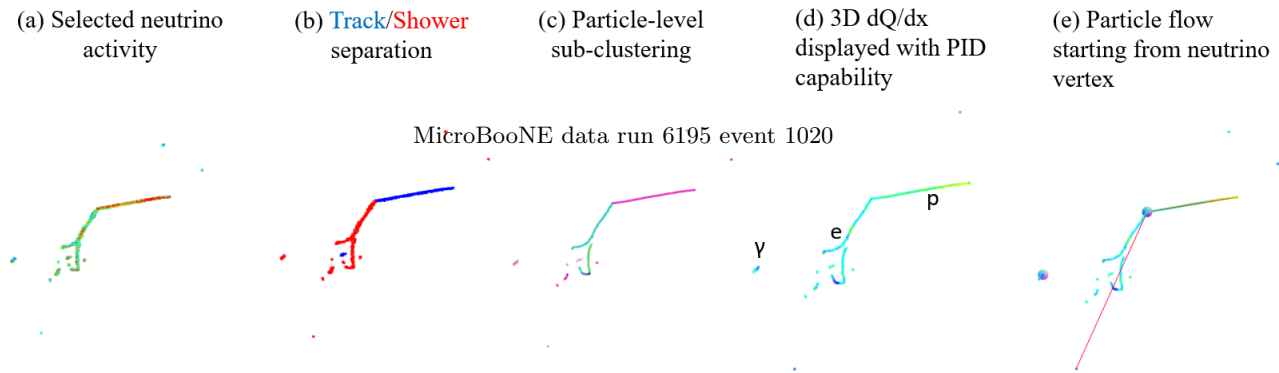 (a) Selected neutrino
activity
(b) Track/Shower
separation
(c) Particle-level
sub-clustering
(d) 3D dQ/dx
displayed with PID
capability
(e) Particle flow
starting from neutrino
vertex
MicroBooNE data run 6195 event 1020
p
e
γ